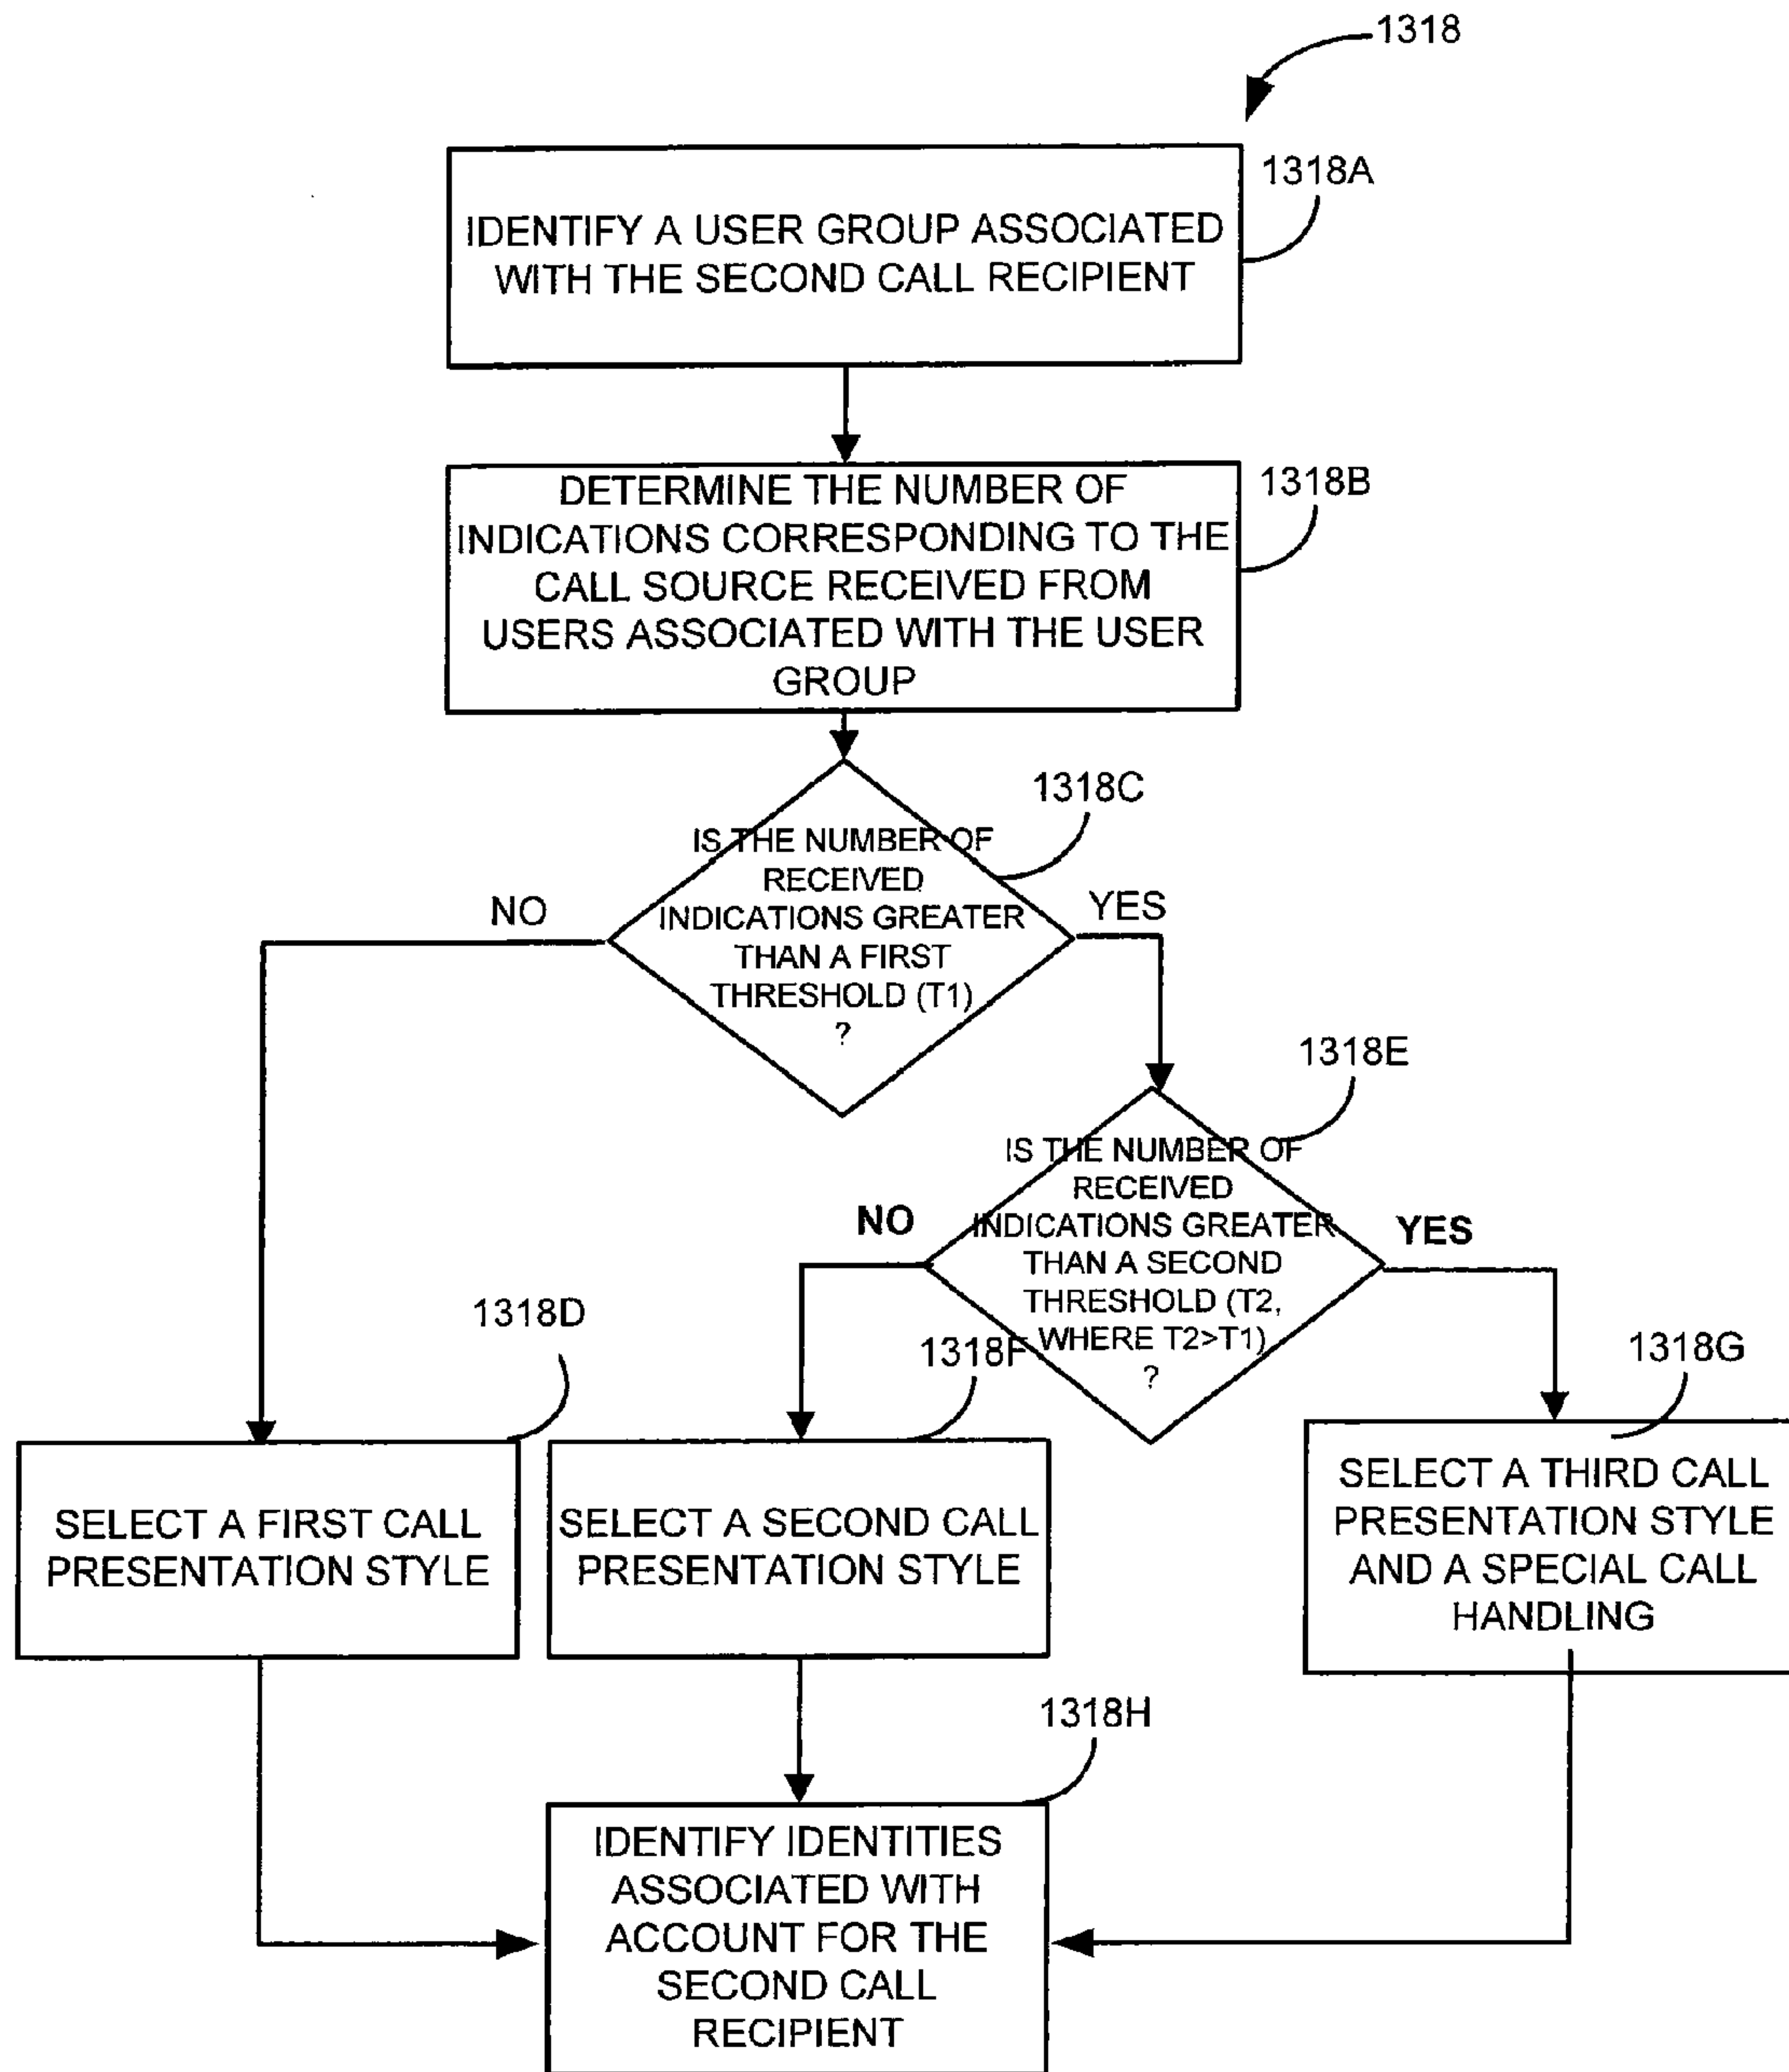 1318
1318A
IDENTIFY A USER GROUP ASSOCIATED
WITH THE SECOND CALL RECIPIENT
1318B
DETERMINE THE NUMBER OF
INDICATIONS CORRESPONDING TO THE
CALL SOURCE RECEIVED FROM
USERS ASSOCIATED WITH THE USER
GROUP
1318C
IS THE NUMBER OF
RECEIVED
INDICATIONS GREATER
THAN A FIRST
THRESHOLD (T1)
?
NO
YES
1318E
IS THE NUMBER OF
RECEIVED
INDICATIONS GREATER
THAN A SECOND
THRESHOLD (T2,
WHERE T2>T1)
?
NO
YES
1318D
1318F
1318G
SELECT A FIRST CALL
PRESENTATION STYLE
SELECT A SECOND CALL
PRESENTATION STYLE
SELECT A THIRD CALL
PRESENTATION STYLE
AND A SPECIAL CALL
HANDLING
1318H
IDENTIFY IDENTITIES
ASSOCIATED WITH
ACCOUNT FOR THE
SECOND CALL
RECIPIENT